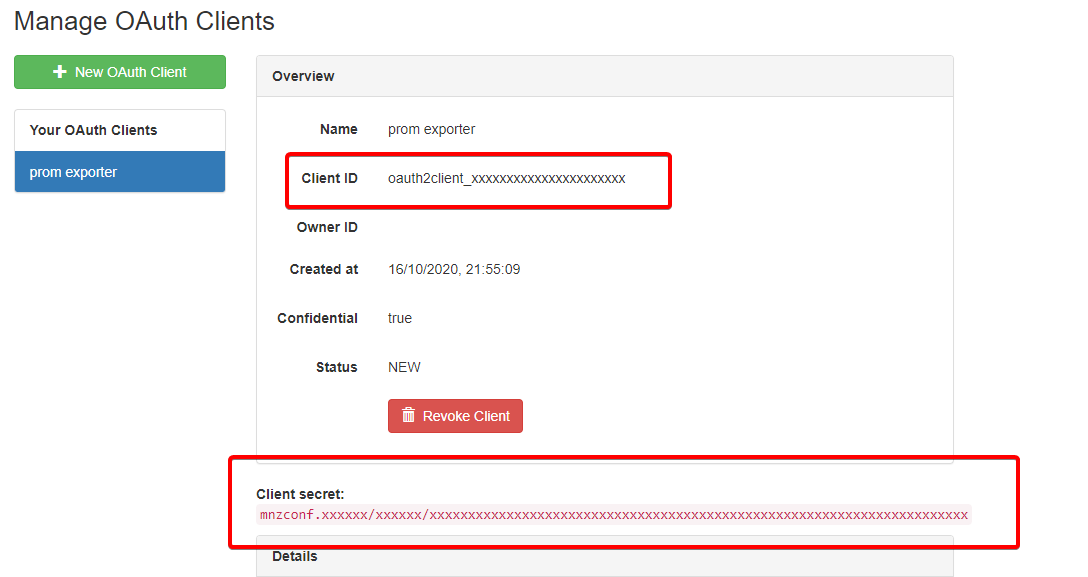 Manage OAuth Clients
New OAuth Client
Your OAuth Clients
prom exporter
Overview
Name prom exporter
Client ID oauth2client_xxxxxxxxxxxxxxxxxxxxxx
Owner ID
Created at 16/10/2020, 21:55:09
Confidential true
Status NEW
Revoke Client
Client secret:
mnzconf.xxxxxx/xxxxxx/xxxxxxxxxxxxxxxxxxxxxxxxxxxxxxxxxxxxxxxxxxxxxxxxxxxxxxxxxxxxxxxxxxxxxx
Details